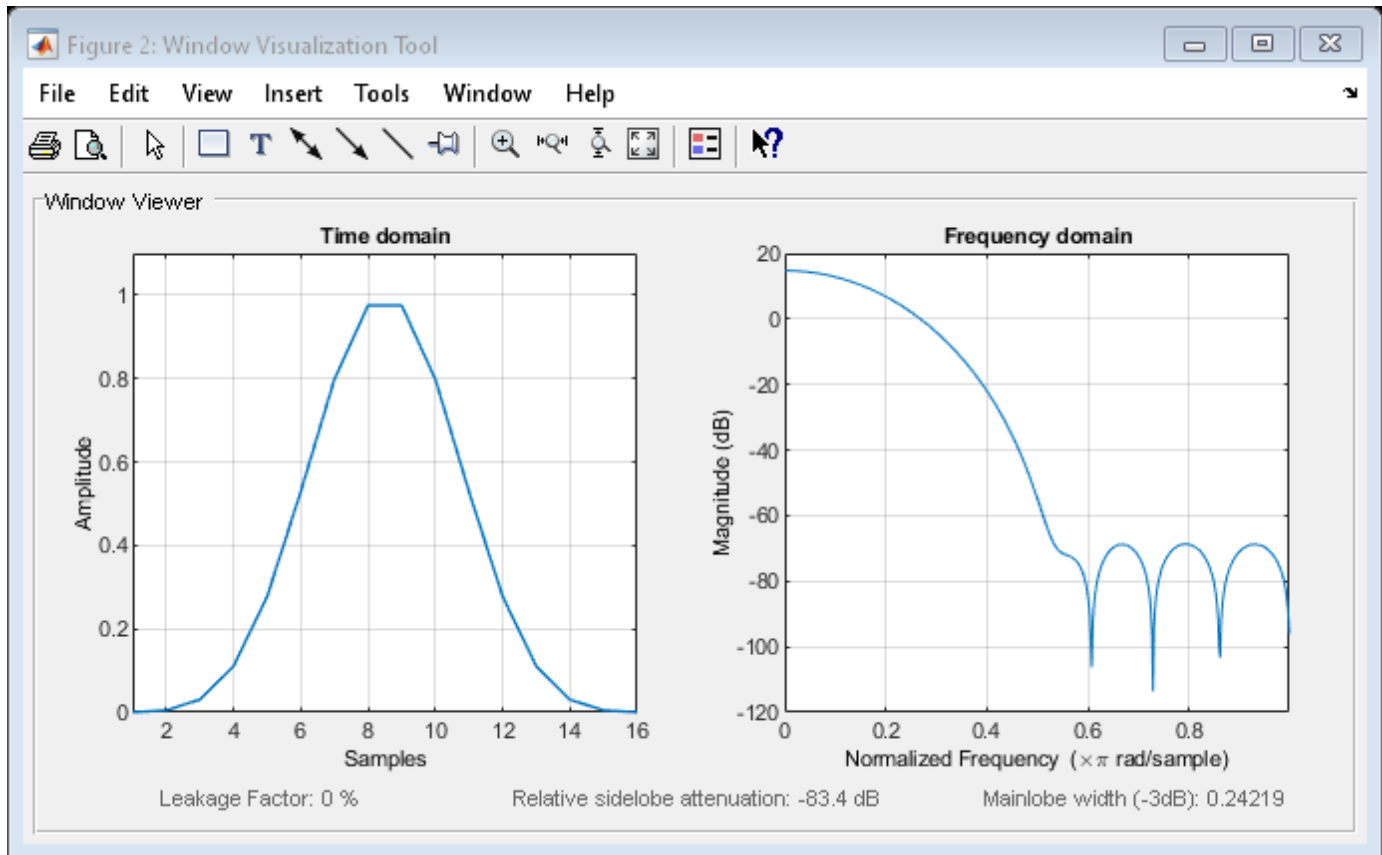 Figure 2: Window Visualization Tool
File Edit View Insert Tools Window Help
T
?
Window Viewer
Time domain
1
0.8
0.6
0.4
0.2
0
2 4 6 8 10 12 14 16
Amplitude
Samples
Frequency domain
20
0
-20
-40
-60
-80
-100
-120
0 0.2 0.4 0.6 0.8
Magnitude (dB)
Normalized Frequency (×π rad/sample)
Leakage Factor: 0 % Relative sidelobe attenuation: -83.4 dB Mainlobe width (-3dB): 0.24219